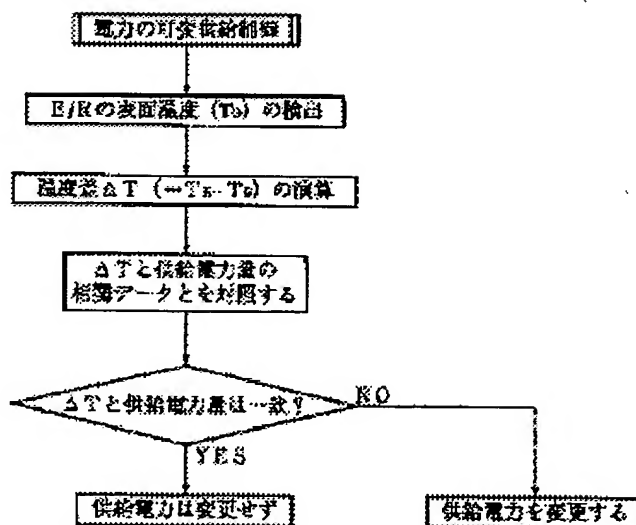 電力の可変供給制御
E/Rの表面温度 (T₀) の検出
温度差ΔT (=Tᴇ-T₀) の演算
ΔTと供給電力量の
相関データとを対照する
ΔTと供給電力量は一致?
NO
YES
供給電力は変更せず
供給電力を変更する